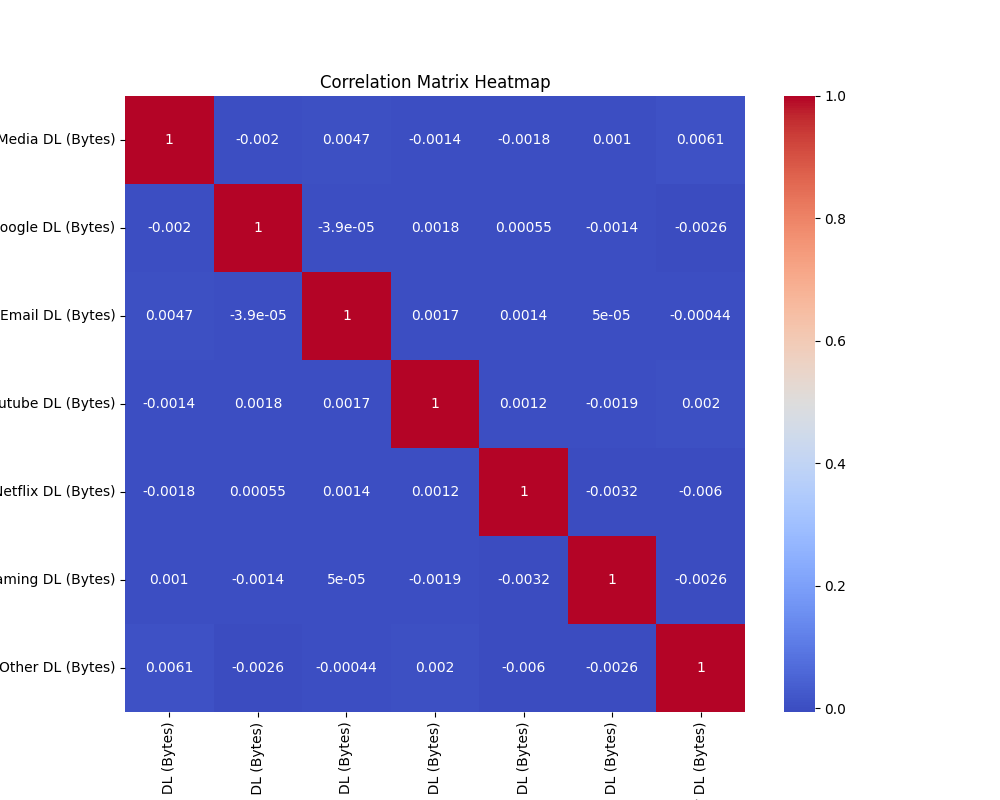 Correlation Matrix Heatmap
Media DL (Bytes) 1 -0.002 0.0047 -0.0014 -0.0018 0.001 0.0061
oogle DL (Bytes) -0.002 1 -3.9e-05 0.0018 0.00055 -0.0014 -0.0026
Email DL (Bytes) 0.0047 -3.9e-05 1 0.0017 0.0014 5e-05 -0.00044
utube DL (Bytes) -0.0014 0.0018 0.0017 1 0.0012 -0.0019 0.002
Netflix DL (Bytes) -0.0018 0.00055 0.0014 0.0012 1 -0.0032 -0.006
aming DL (Bytes) 0.001 -0.0014 5e-05 -0.0019 -0.0032 1 -0.0026
Other DL (Bytes) 0.0061 -0.0026 -0.00044 0.002 -0.006 -0.0026 1
DL (Bytes)
DL (Bytes)
DL (Bytes)
DL (Bytes)
DL (Bytes)
DL (Bytes)
DL (Bytes)
1.0
0.8
0.6
0.4
0.2
0.0